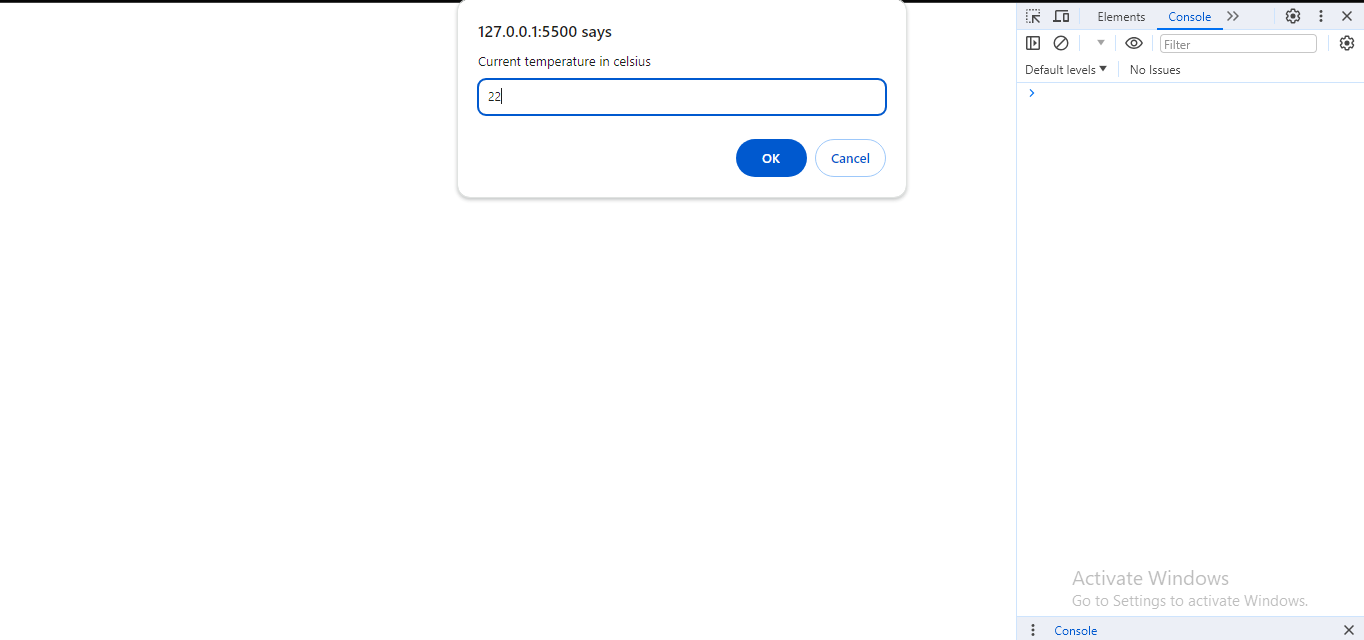 127.0.0.1:5500 says
Current temperature in celsius
22
OK Cancel
Elements Console
Filter
Default levels No Issues
Activate Windows
Go to Settings to activate Windows.
Console